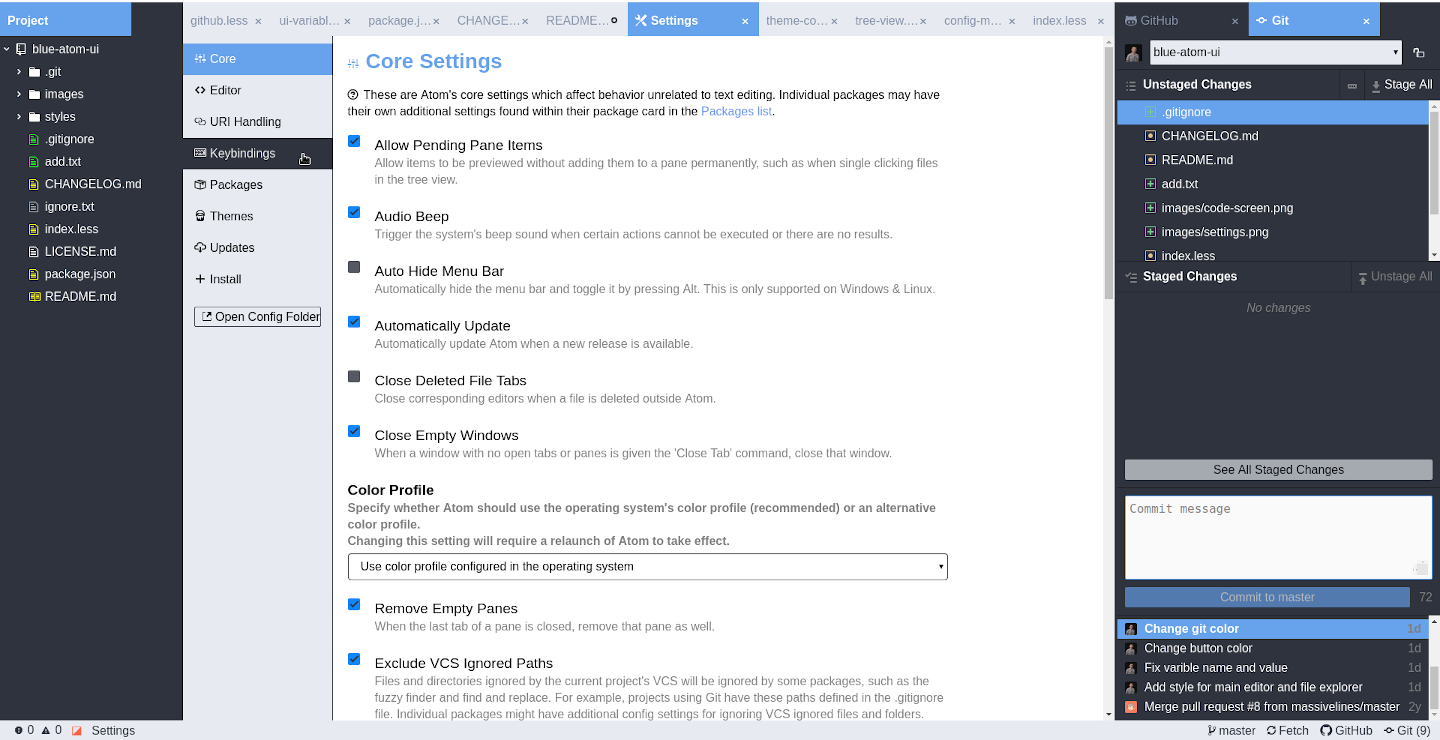 Project
blue-atom-ui
.git
images
styles
.gitignore
add.txt
CHANGELOG.md
ignore.txt
index.less
LICENSE.md
package.json
README.md
github.less × ui-variabl... × package.j... × CHANGE... × README... Settings × theme-co... × tree-view.... × config-m... × index.less ×
Core
Editor
URI Handling
Keybindings
Packages
Themes
Updates
Install
Open Config Folder
Core Settings
These are Atom's core settings which affect behavior unrelated to text editing. Individual packages may have
their own additional settings found within their package card in the Packages list.
Allow Pending Pane Items
Allow items to be previewed without adding them to a pane permanently, such as when single clicking files
in the tree view.
Audio Beep
Trigger the system's beep sound when certain actions cannot be executed or there are no results.
Auto Hide Menu Bar
Automatically hide the menu bar and toggle it by pressing Alt. This is only supported on Windows & Linux.
Automatically Update
Automatically update Atom when a new release is available.
Close Deleted File Tabs
Close corresponding editors when a file is deleted outside Atom.
Close Empty Windows
When a window with no open tabs or panes is given the 'Close Tab' command, close that window.
Color Profile
Specify whether Atom should use the operating system's color profile (recommended) or an alternative
color profile.
Changing this setting will require a relaunch of Atom to take effect.
Use color profile configured in the operating system
Remove Empty Panes
When the last tab of a pane is closed, remove that pane as well.
Exclude VCS Ignored Paths
Files and directories ignored by the current project's VCS will be ignored by some packages, such as the
fuzzy finder and find and replace. For example, projects using Git have these paths defined in the .gitignore
file. Individual packages might have additional config settings for ignoring VCS ignored files and folders.
GitHub × Git ×
blue-atom-ui
Unstaged Changes Stage All
.gitignore
CHANGELOG.md
README.md
add.txt
images/code-screen.png
images/settings.png
index.less
Staged Changes Unstage All
No changes
See All Staged Changes
Commit message
Commit to master 72
Change git color 1d
Change button color 1d
Fix varible name and value 1d
Add style for main editor and file explorer 1d
Merge pull request #8 from massivelines/master 2y
0 0 Settings master Fetch GitHub Git (9)